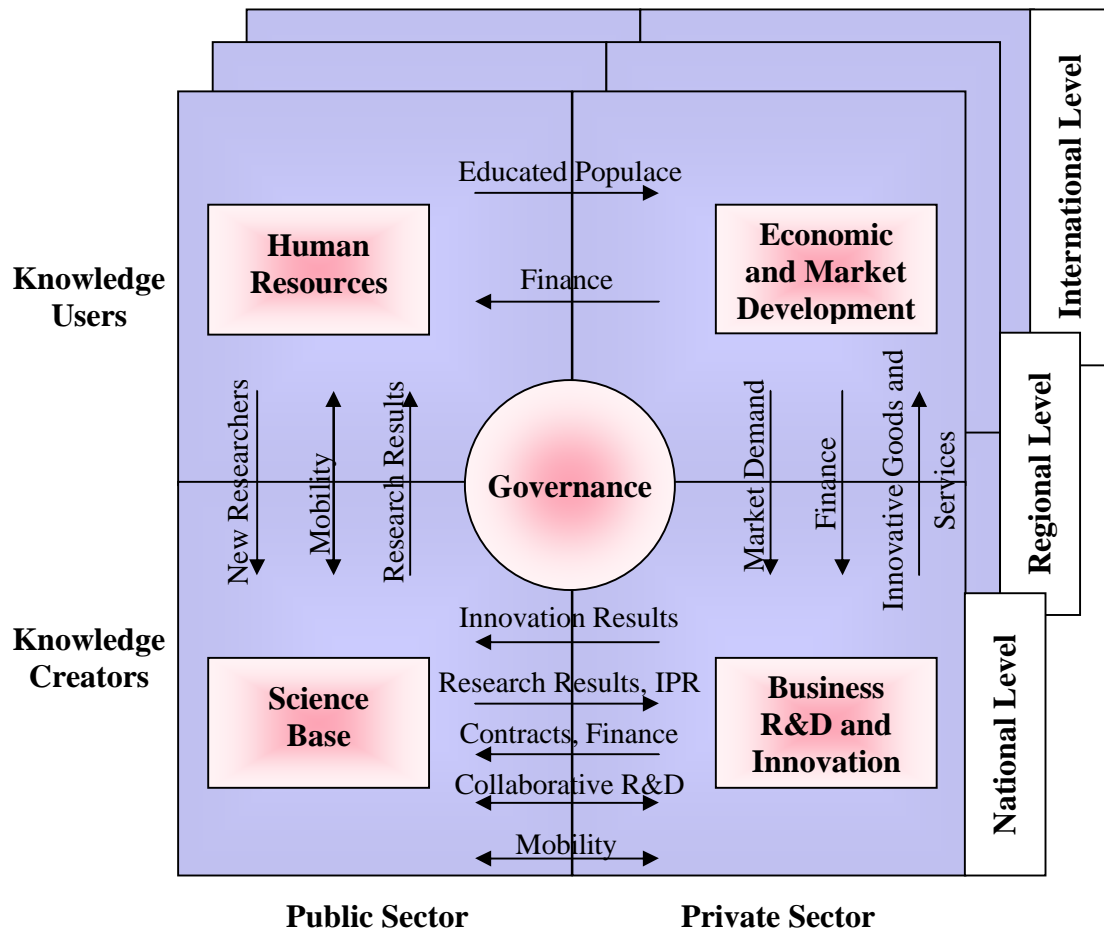 International Level
Educated Populace
Human
Resources
Economic
and Market
Development
Knowledge
Users
Finance
Regional Level
New Researchers
Mobility
Research Results
Governance
Market Demand
Finance
Innovative Goods and
Services
Knowledge
Creators
Innovation Results
Science
Base
Research Results, IPR
Contracts, Finance
Collaborative R&D
Mobility
Business
R&D and
Innovation
National Level
Public Sector
Private Sector